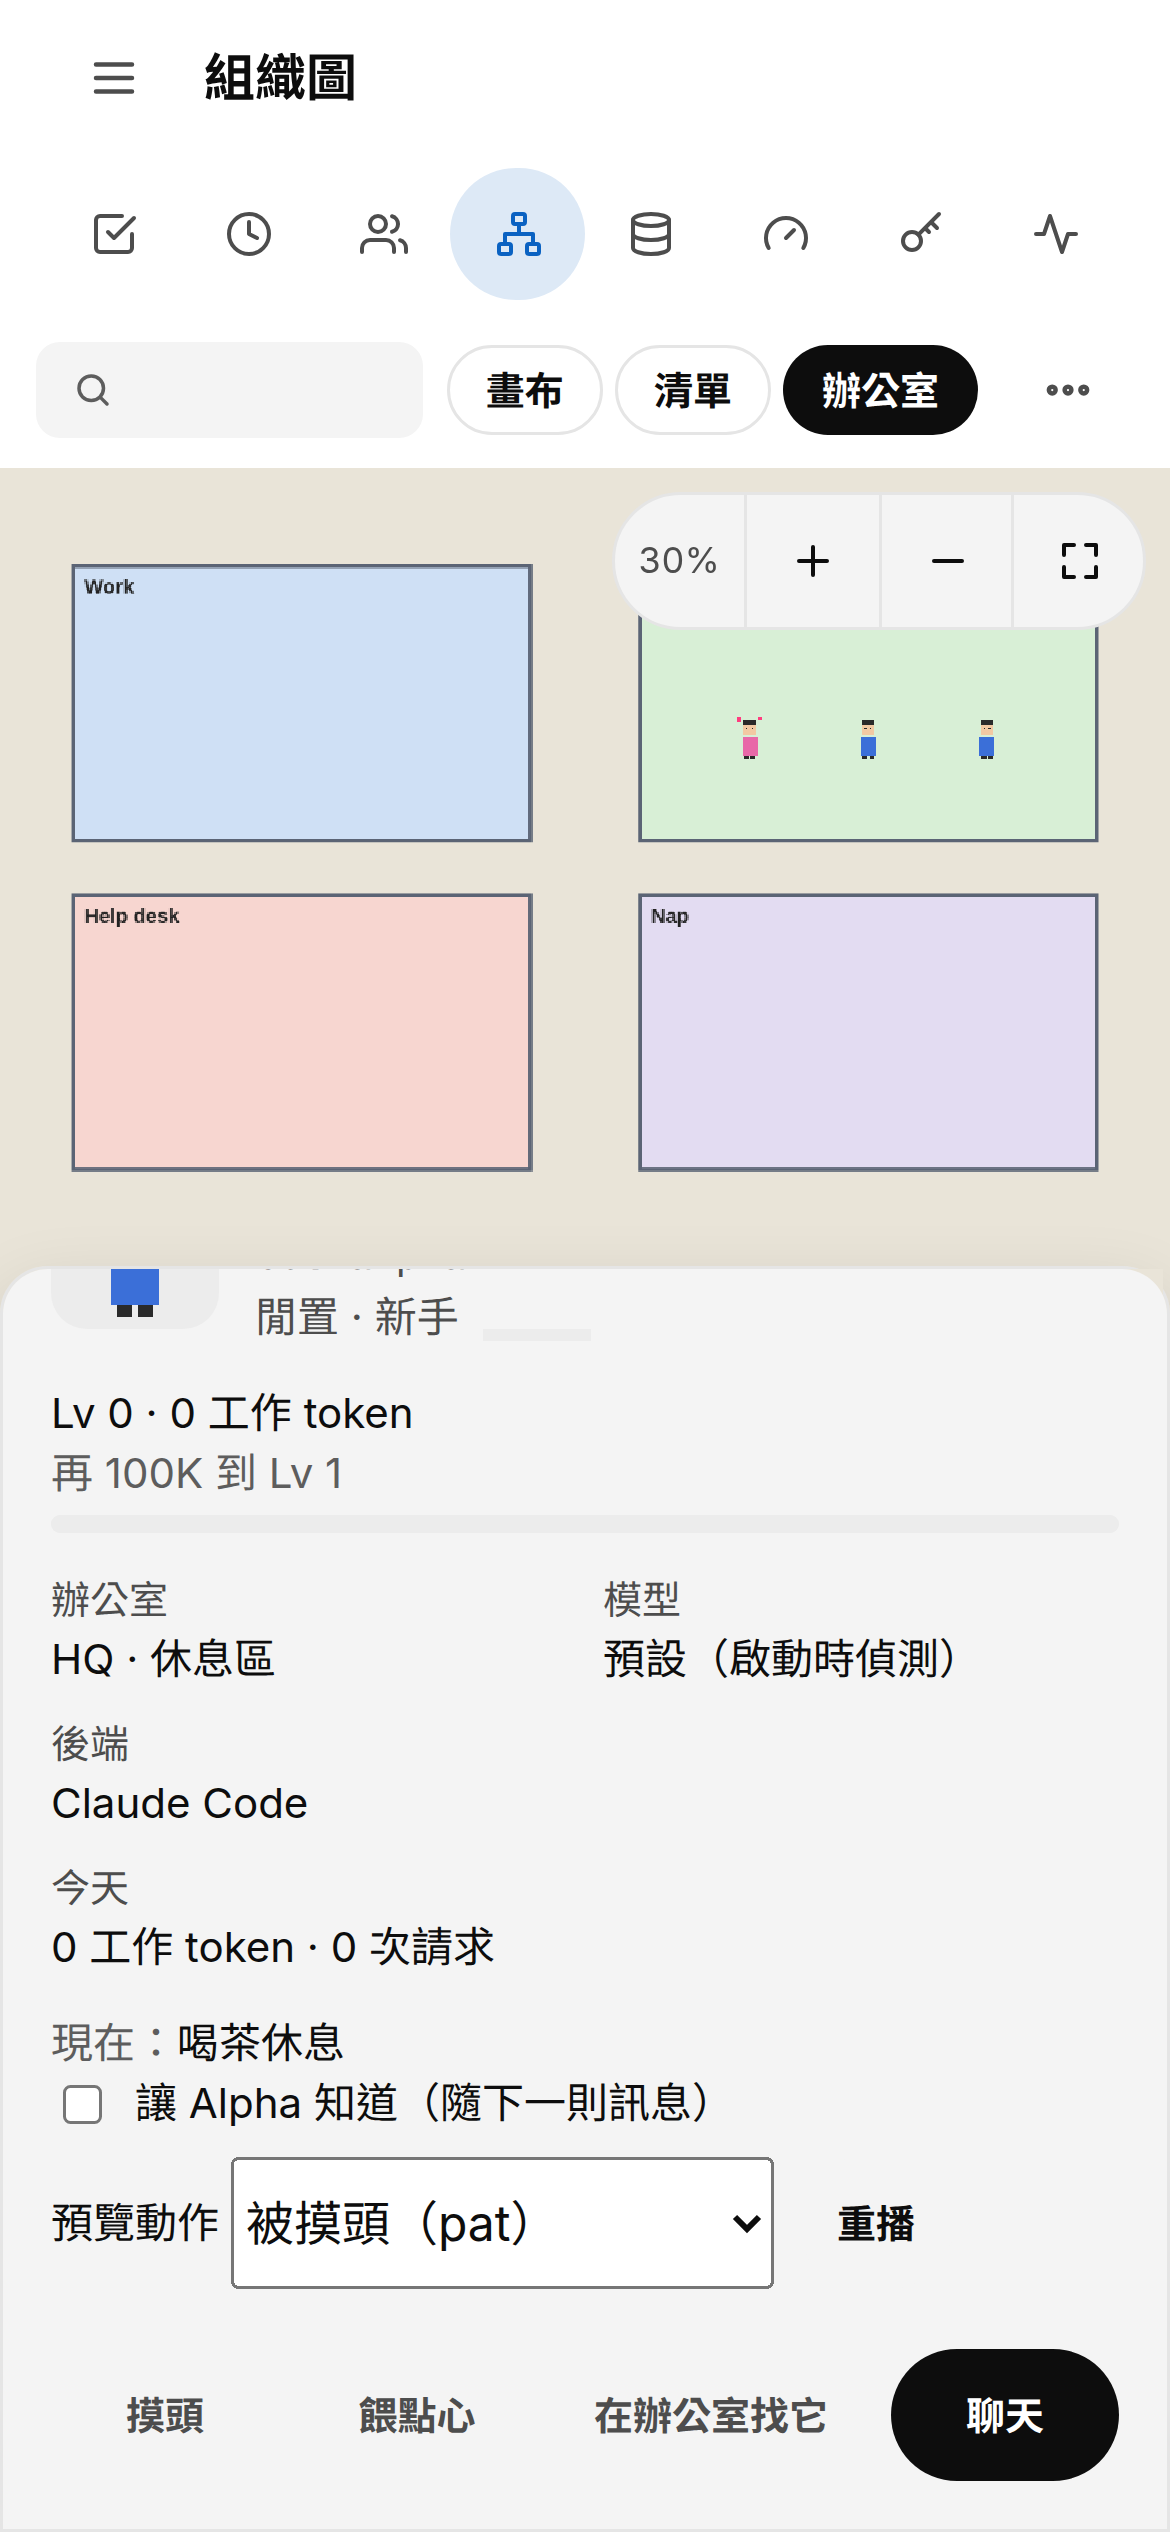 組織圖
畫布 清單 辦公室
30%
Work
Help desk
Nap
閒置 · 新手
Lv 0 · 0 工作 token
再 100K 到 Lv 1
辦公室 模型
HQ · 休息區 預設（啟動時偵測）
後端
Claude Code
今天
0 工作 token · 0 次請求
現在：喝茶休息
讓 Alpha 知道（隨下一則訊息）
預覽動作 被摸頭（pat） 重播
摸頭 餵點心 在辦公室找它 聊天